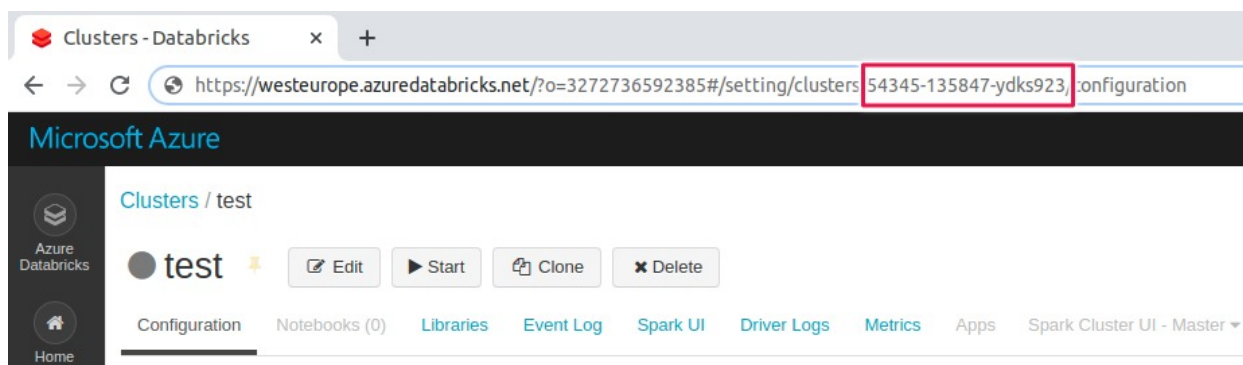 Clusters - Databricks × +
https://westeurope.azuredatabricks.net/?o=3272736592385#/setting/clusters 54345-135847-ydks923/configuration
Microsoft Azure
Clusters / test
Azure
Databricks
test Edit Start Clone Delete
Configuration Notebooks (0) Libraries Event Log Spark UI Driver Logs Metrics Apps Spark Cluster UI - Master
Home